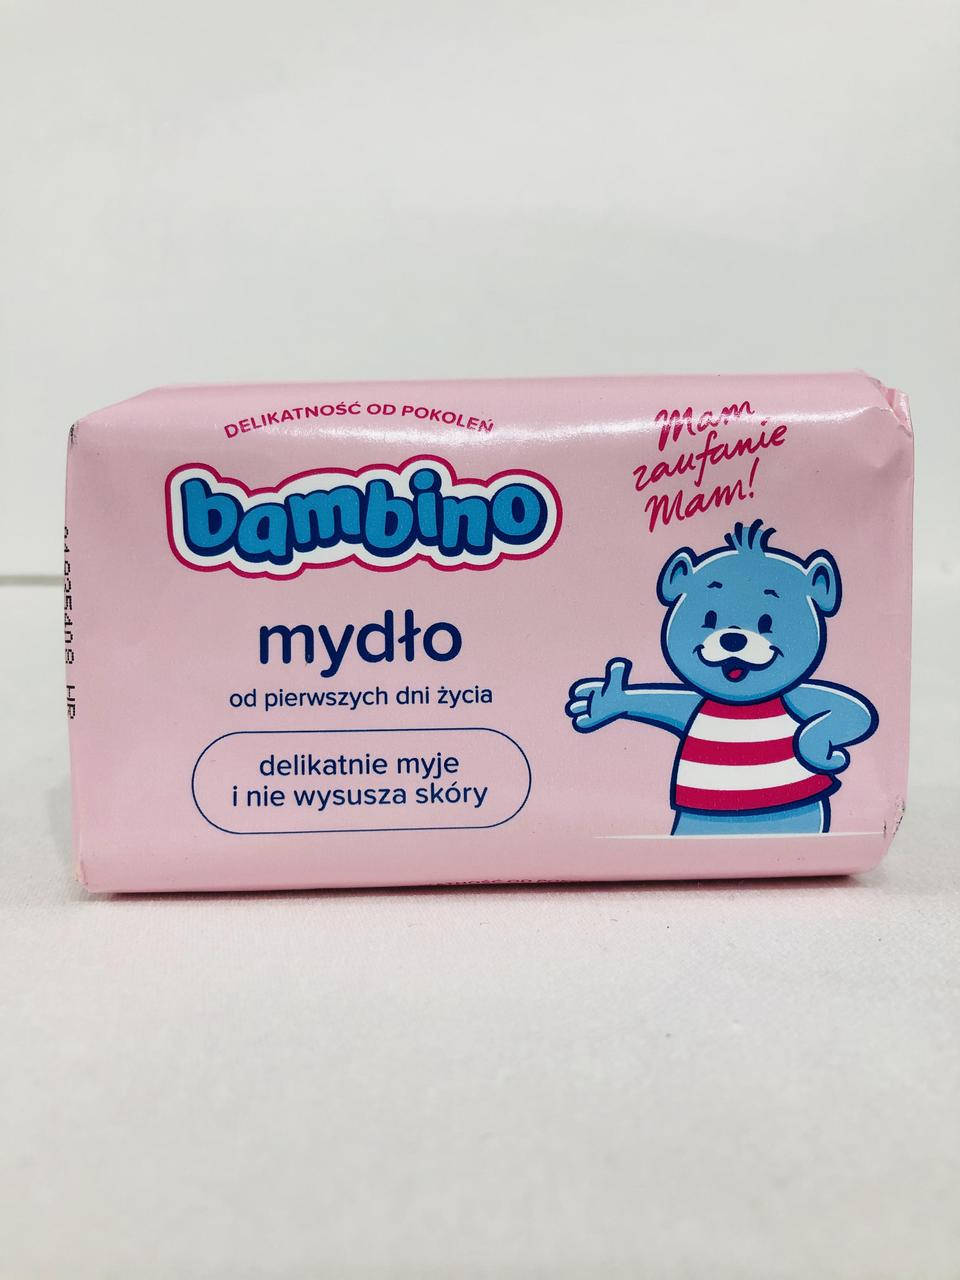 DELIKATNOŚĆ OD POKOLEŃ
bambino
Mam
zaufanie
Mam!
mydło
od pierwszych dni życia
delikatnie myje
i nie wysusza skóry